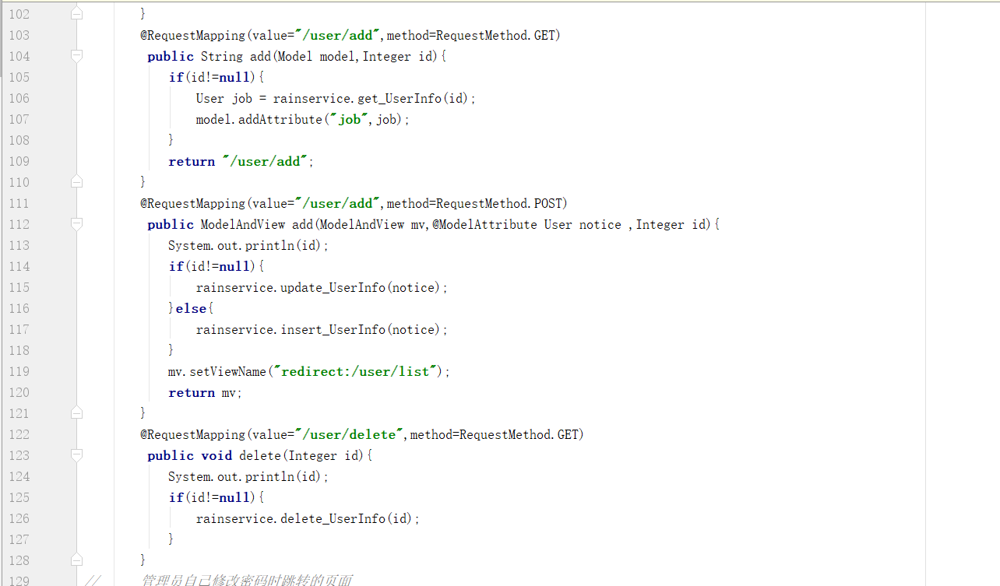 102 }
103 @RequestMapping(value="/user/add",method=RequestMethod.GET)
104 public String add(Model model,Integer id){
105 if(id!=null){
106 User job = rainservice.get_UserInfo(id);
107 model.addAttribute("job",job);
108 }
109 return "/user/add";
110 }
111 @RequestMapping(value="/user/add",method=RequestMethod.POST)
112 public ModelAndView add(ModelAndView mv,@ModelAttribute User notice ,Integer id){
113 System.out.println(id);
114 if(id!=null){
115 rainservice.update_UserInfo(notice);
116 }else{
117 rainservice.insert_UserInfo(notice);
118 }
119 mv.setViewName("redirect:/user/list");
120 return mv;
121 }
122 @RequestMapping(value="/user/delete",method=RequestMethod.GET)
123 public void delete(Integer id){
124 System.out.println(id);
125 if(id!=null){
126 rainservice.delete_UserInfo(id);
127 }
128 }
129 // 管理员自己修改密码时跳转的页面